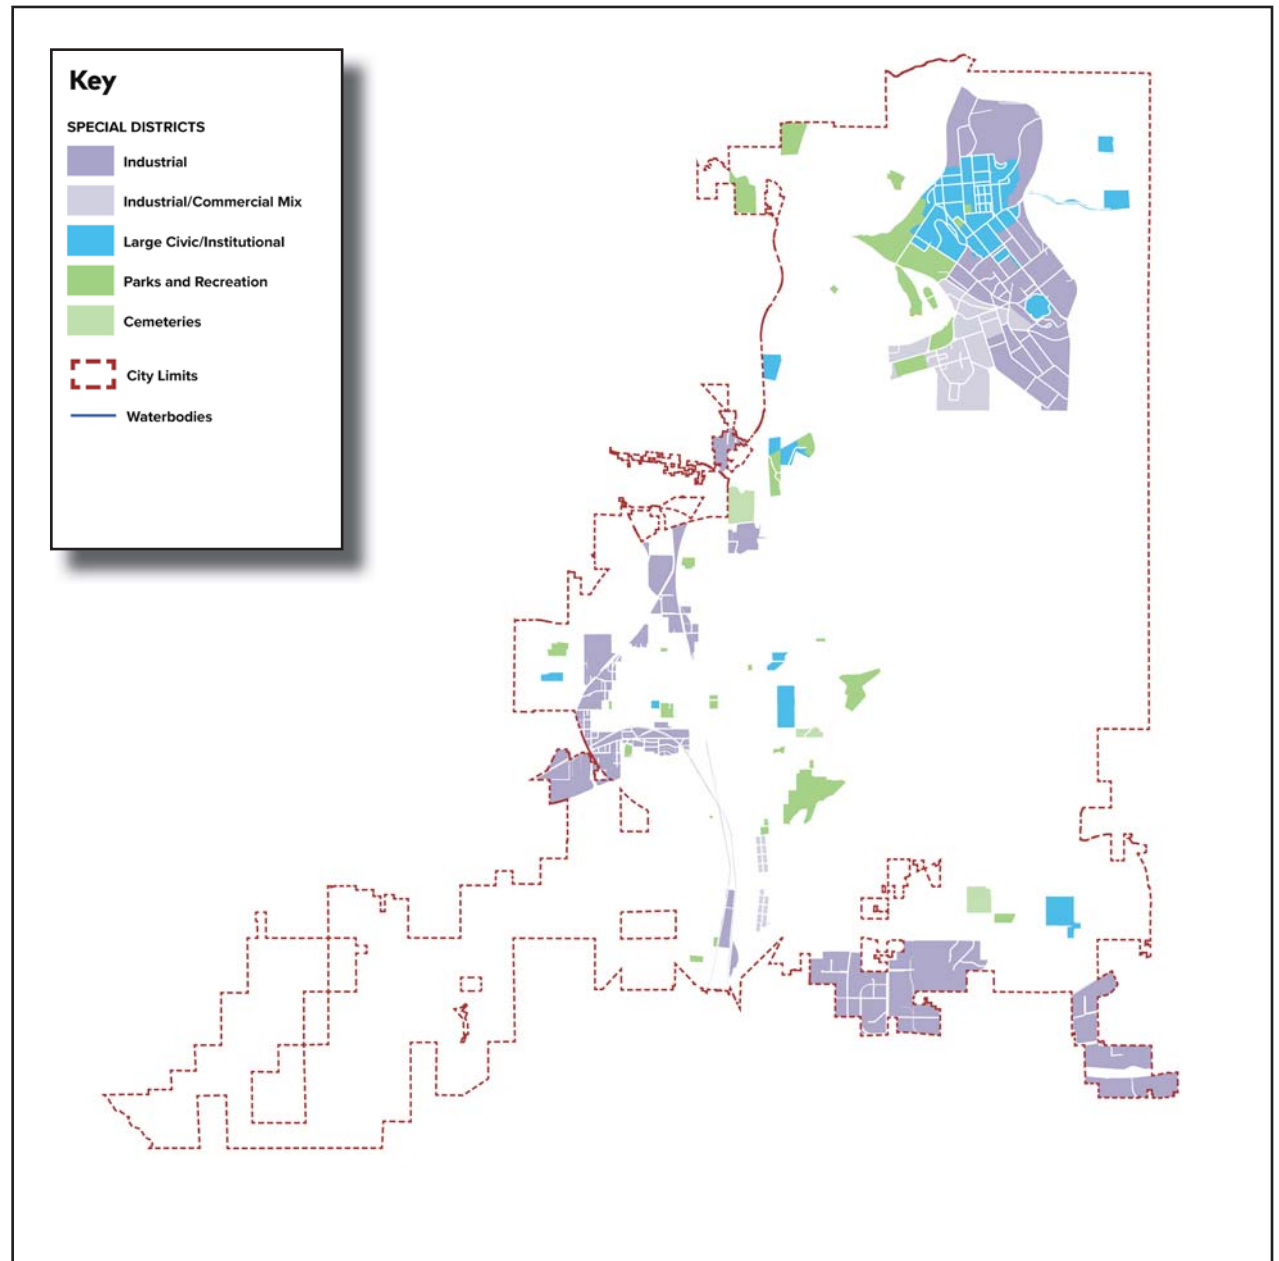 Key
SPECIAL DISTRICTS
Industrial
Industrial/Commercial Mix
Large Civic/Institutional
Parks and Recreation
Cemeteries
City Limits
Waterbodies